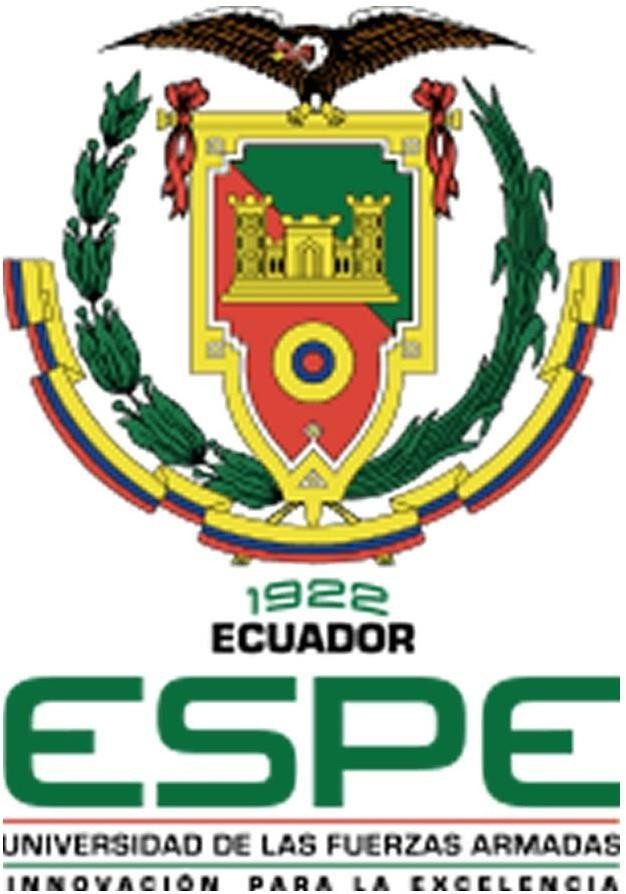 1922
ECUADOR
ESPE
UNIVERSIDAD DE LAS FUERZAS ARMADAS
INNOVACIÓN PARA LA EXCELENCIA